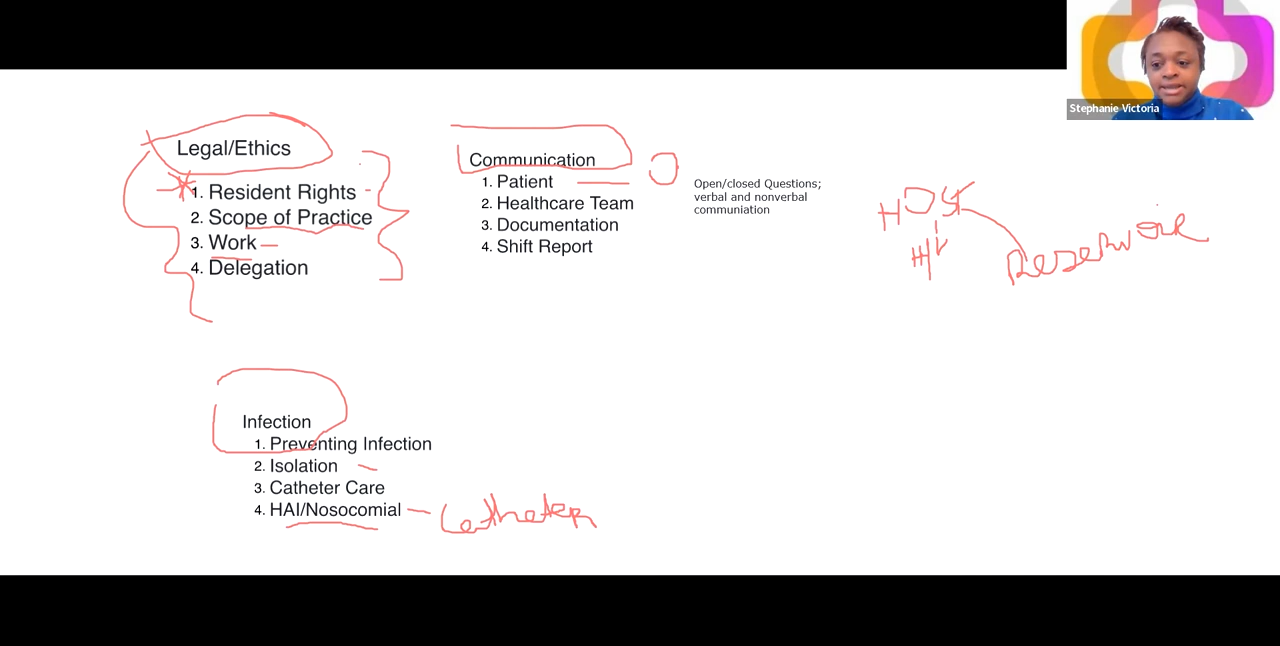 Stephanie Victoria
Legal/Ethics
1. Resident Rights
2. Scope of Practice
3. Work
4. Delegation
Communication
1. Patient
2. Healthcare Team
3. Documentation
4. Shift Report
Open/closed Questions;
verbal and nonverbal
communiation
Infection
1. Preventing Infection
2. Isolation
3. Catheter Care
4. HAI/Nosocomial
Catheter